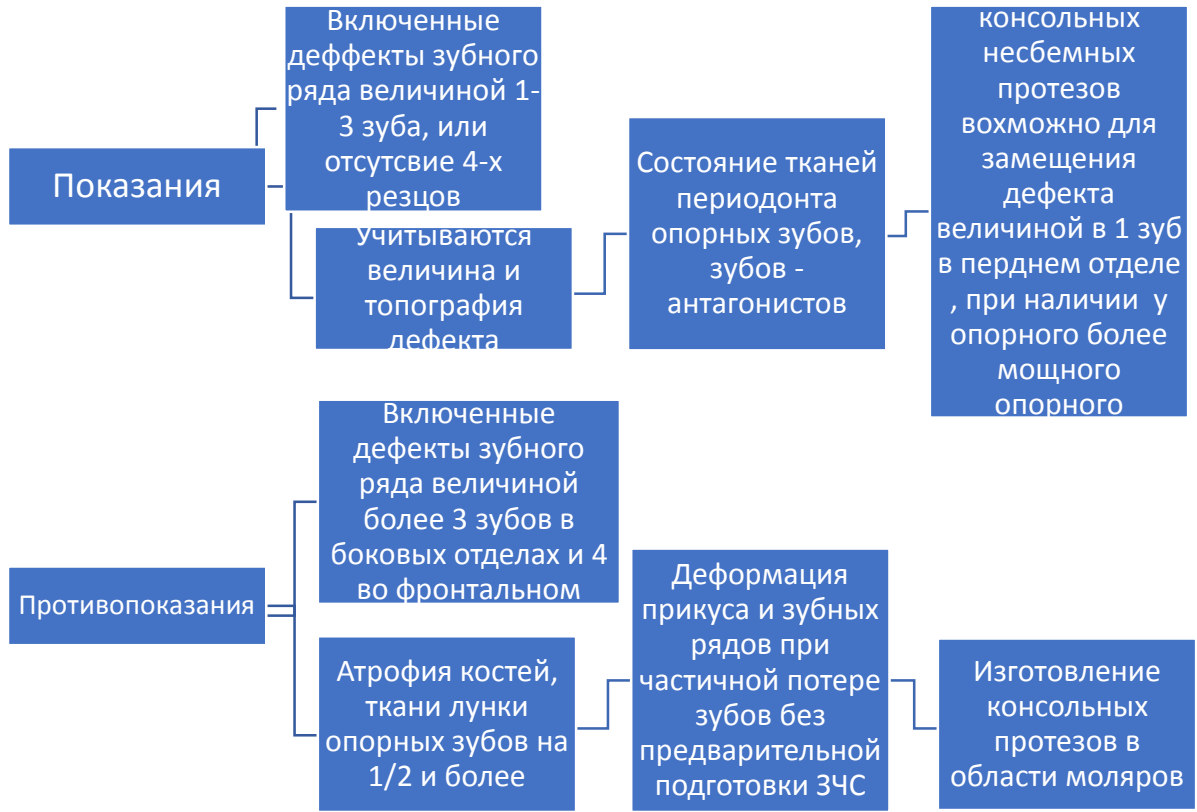 Показания
Включенные
деффекты зубного
ряда величиной 1-
3 зуба, или
отсутсвие 4-х
резцов
Учитываются
величина и
топография
дефекта
Состояние тканей
периодонта
опорных зубов,
зубов -
антагонистов
консольных
несбемных
протезов
вохможно для
замещения
дефекта
величиной в 1 зуб
в перднем отделе
, при наличии у
опорного более
мощного
опорного
Противопоказания
Включенные
дефекты зубного
ряда величиной
более 3 зубов в
боковых отделах и 4
во фронтальном
Атрофия костей,
ткани лунки
опорных зубов на
1/2 и более
Деформация
прикуса и зубных
рядов при
частичной потере
зубов без
предварительной
подготовки ЗЧС
Изготовление
консольных
протезов в
области моляров